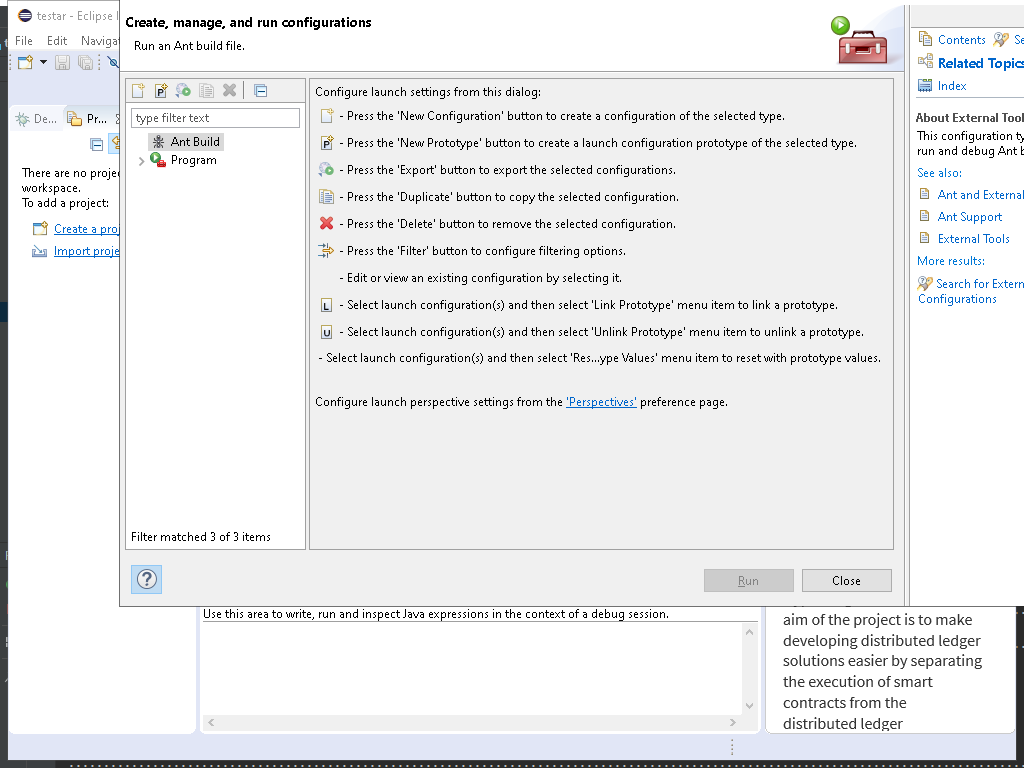 testar - Eclipse
File Edit Navigat
De...
Pr...
There are no proje
workspace.
To add a project:
Create a proj
Import proje
Create, manage, and run configurations
Run an Ant build file.
type filter text
Ant Build
Program
Filter matched 3 of 3 items
Configure launch settings from this dialog:
- Press the 'New Configuration' button to create a configuration of the selected type.
P - Press the 'New Prototype' button to create a launch configuration prototype of the selected type.
- Press the 'Export' button to export the selected configurations.
- Press the 'Duplicate' button to copy the selected configuration.
- Press the 'Delete' button to remove the selected configuration.
- Press the 'Filter' button to configure filtering options.
- Edit or view an existing configuration by selecting it.
L - Select launch configuration(s) and then select 'Link Prototype' menu item to link a prototype.
U - Select launch configuration(s) and then select 'Unlink Prototype' menu item to unlink a prototype.
- Select launch configuration(s) and then select 'Res...ype Values' menu item to reset with prototype values.
Configure launch perspective settings from the 'Perspectives' preference page.
?
Run
Close
Contents Se
Related Topics
Index
About External Tool
This configuration ty
run and debug Ant b
See also:
Ant and External
Ant Support
External Tools
More results:
Search for Extern
Configurations
Use this area to write, run and inspect Java expressions in the context of a debug session.
aim of the project is to make
developing distributed ledger
solutions easier by separating
the execution of smart
contracts from the
distributed ledger